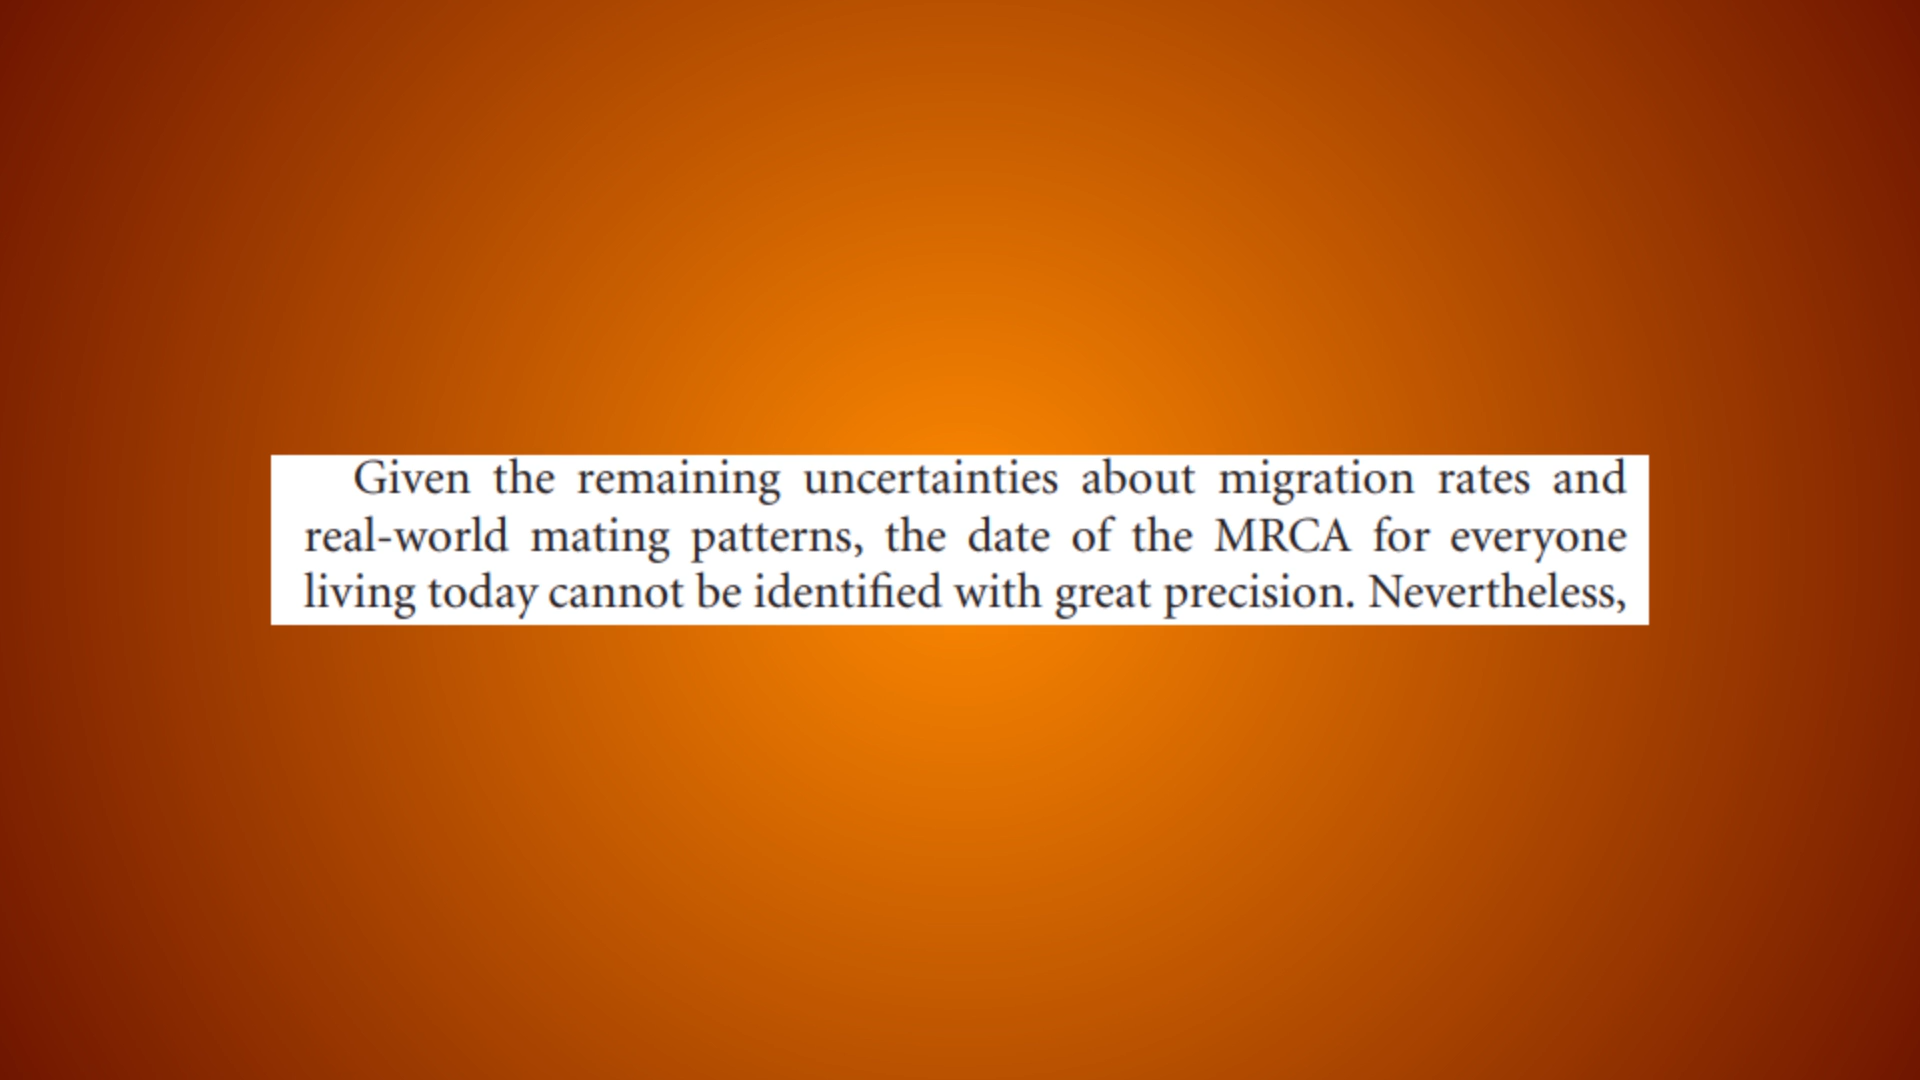 Given the remaining uncertainties about migration rates and
real-world mating patterns, the date of the MRCA for everyone
living today cannot be identified with great precision. Nevertheless,